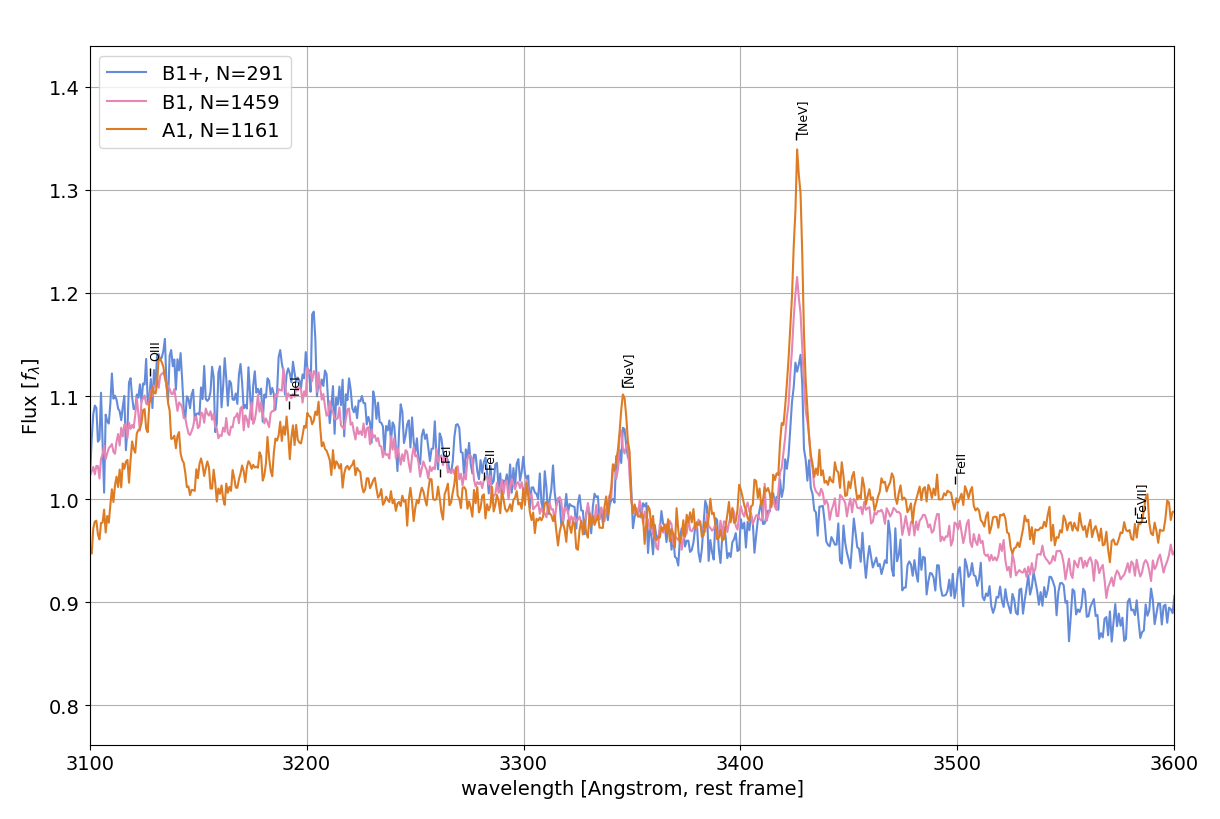 B1+, N=291
B1, N=1459
A1, N=1161
1.4
1.3
1.2
1.1
1.0
0.9
0.8
Flux [fλ]
OIII
HeI
FeI
FeII
[NeV]
[NeV]
FeII
[FeVII]
3100
3200
3300
3400
3500
3600
wavelength [Angstrom, rest frame]